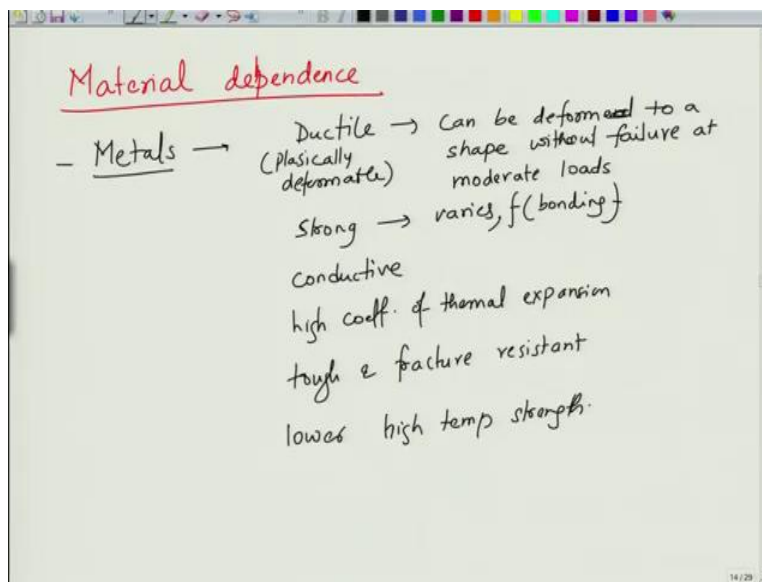 Material dependence
- Metals → Ductile → Can be deformed to a
(Plasically shape without failure at
deformable) moderate loads
Strong → varies, f(bonding)
conductive
high coeff. of thermal expansion
tough & fracture resistant
lower high temp strength.
14/29